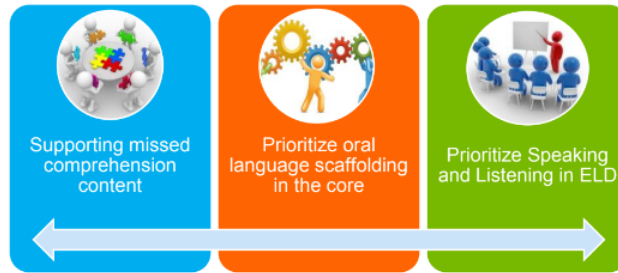 Supporting missed
comprehension
content
Prioritize oral
language scaffolding
in the core
Prioritize Speaking
and Listening in ELD